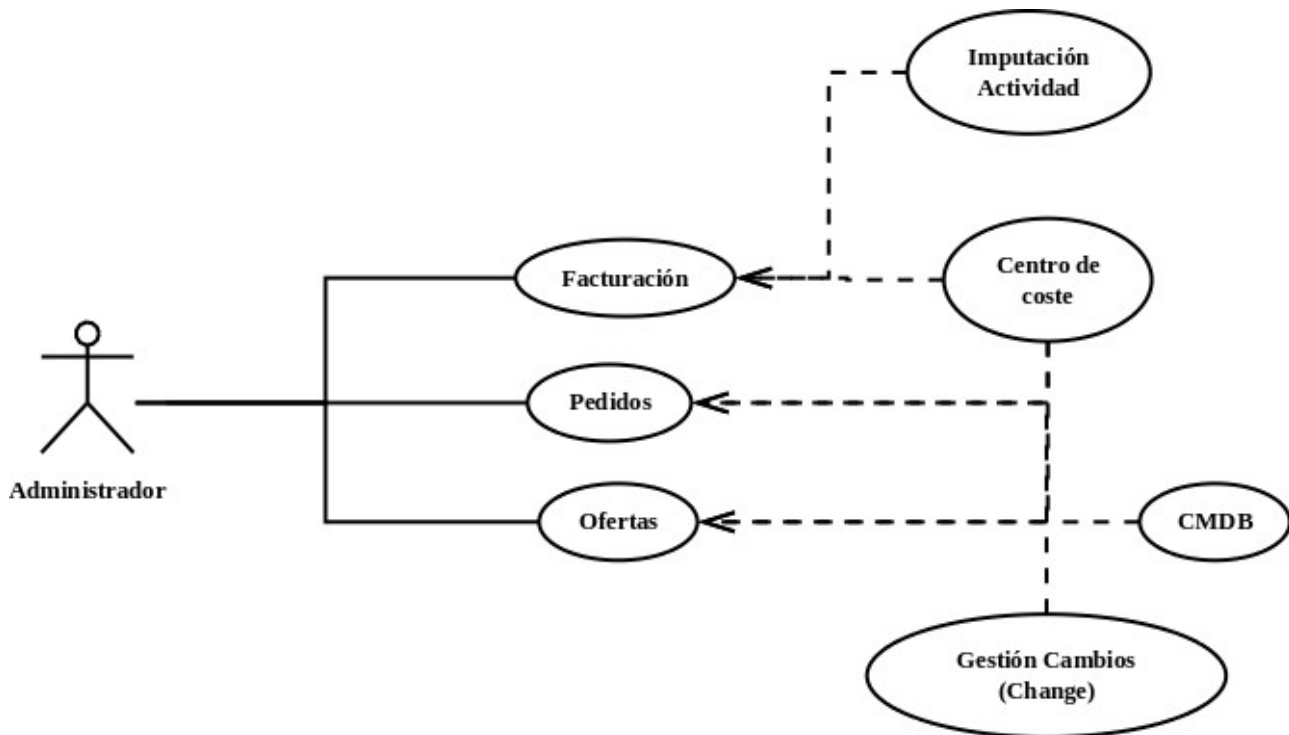 Imputación
Actividad
Facturación
Centro de
coste
Pedidos
Administrador
Ofertas
CMDB
Gestión Cambios
(Change)